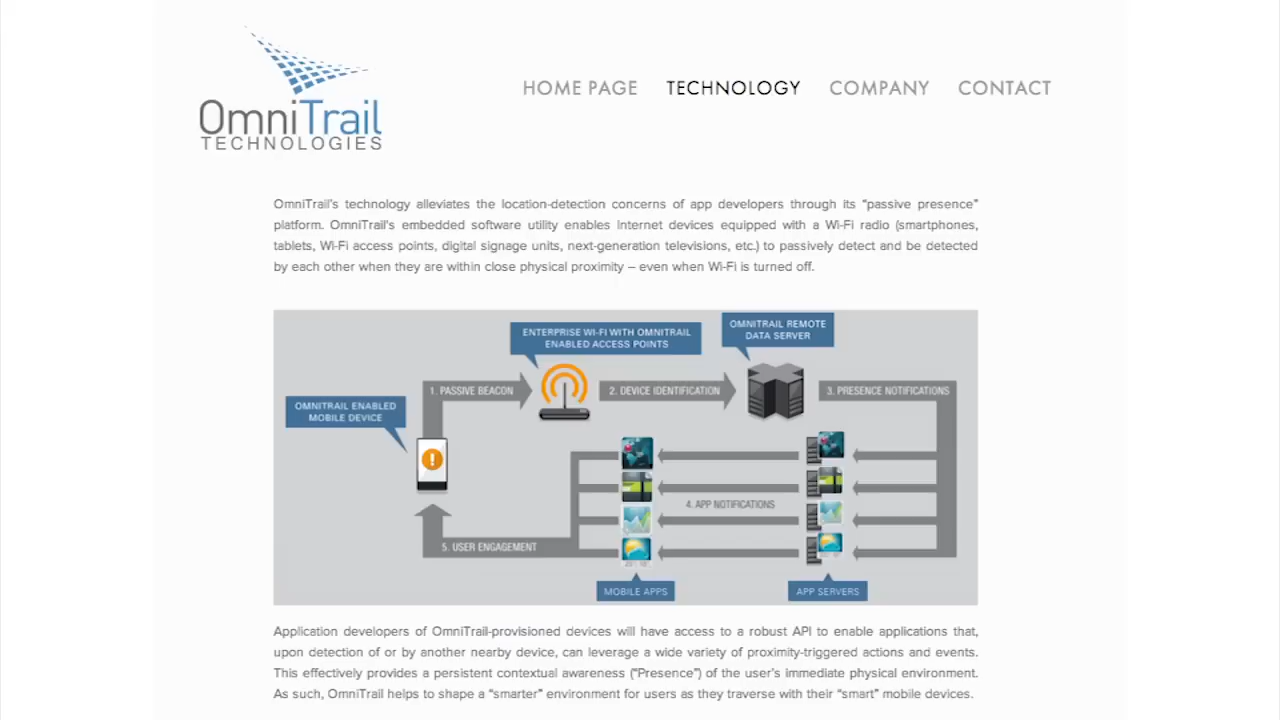 OmniTrail
TECHNOLOGIES
HOME PAGE TECHNOLOGY COMPANY CONTACT
OmniTrail's technology alleviates the location-detection concerns of app developers through its “passive presence”
platform. OmniTrail's embedded software utility enables Internet devices equipped with a Wi-Fi radio (smartphones,
tablets, Wi-Fi access points, digital signage units, next-generation televisions, etc.) to passively detect and be detected
by each other when they are within close physical proximity – even when Wi-Fi is turned off.
ENTERPRISE WI-FI WITH OMNITRAIL
ENABLED ACCESS POINTS
OMNITRAIL REMOTE
DATA SERVER
1. PASSIVE BEACON
2. DEVICE IDENTIFICATION
3. PRESENCE NOTIFICATIONS
OMNITRAIL ENABLED
MOBILE DEVICE
4. APP NOTIFICATIONS
5. USER ENGAGEMENT
MOBILE APPS
APP SERVERS
Application developers of OmniTrail-provisioned devices will have access to a robust API to enable applications that,
upon detection of or by another nearby device, can leverage a wide variety of proximity-triggered actions and events.
This effectively provides a persistent contextual awareness (“Presence”) of the user's immediate physical environment.
As such, OmniTrail helps to shape a “smarter” environment for users as they traverse with their “smart” mobile devices.